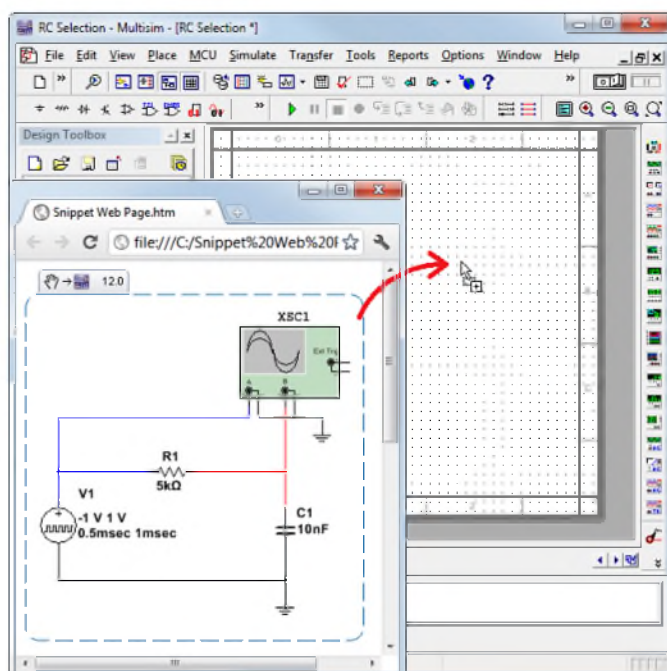 RC Selection - Multisim - [RC Selection *]
File Edit View Place MCU Simulate Transfer Tools Reports Options Window Help
Design Toolbox
Snippet Web Page.htm
file:///C:/Snippet%20Web%20
12.0
XSC1
Ext Trig
A B
R1
5kΩ
V1
-1 V 1 V
0.5msec 1msec
C1
10nF